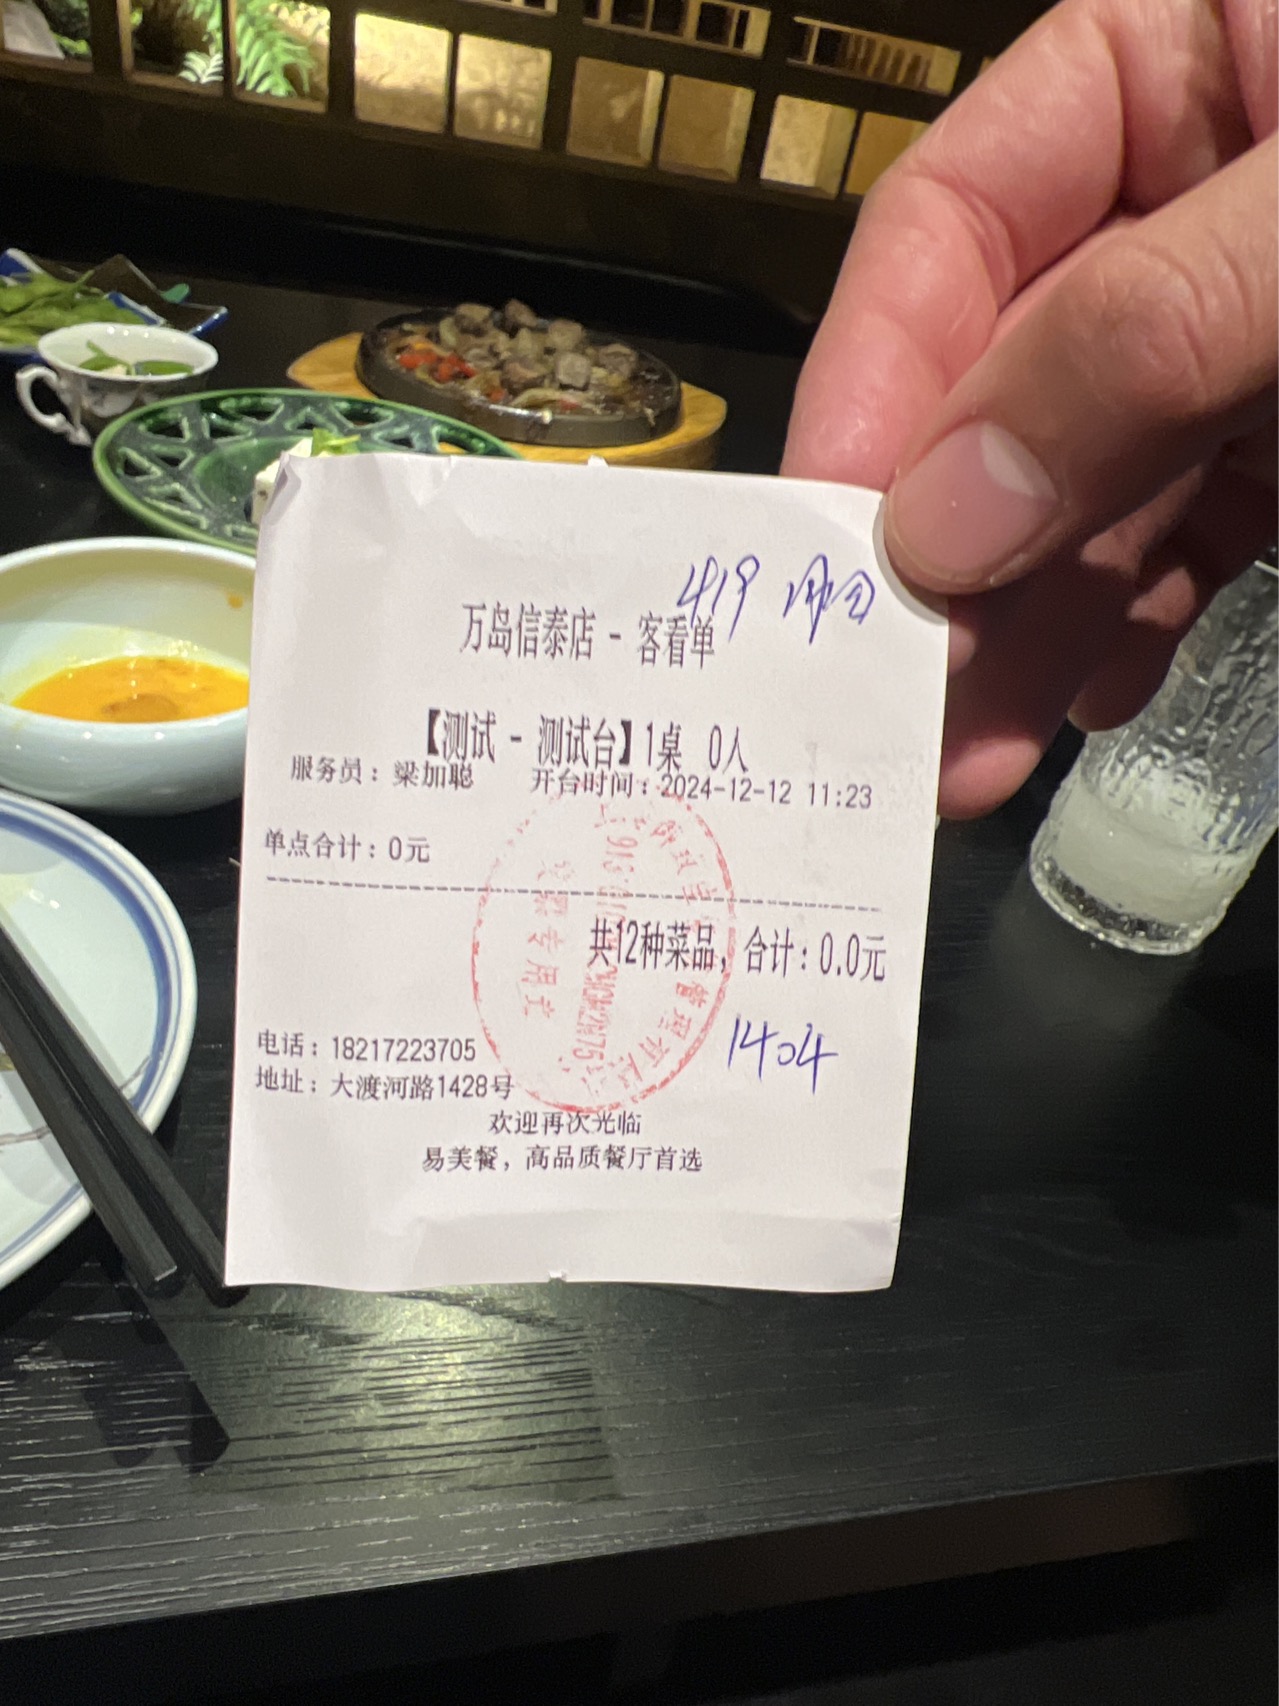 419
万岛信泰店 - 客看单
【测试 - 测试台】1桌 0人
服务员：梁加聪 开台时间：2024-12-12 11:23
单点合计：0元
共12种菜品，合计：0.0元
1404
电话：18217223705
地址：大渡河路1428号
欢迎再次光临
易美餐，高品质餐厅首选
专用